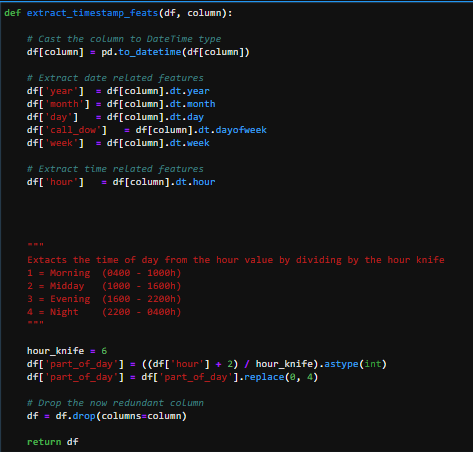 def extract_timestamp_feats(df, column):
# Cast the column to DateTime type
df[column] = pd.to_datetime(df[column])
# Extract date related features
df['year'] = df[column].dt.year
df['month'] = df[column].dt.month
df['day'] = df[column].dt.day
df['call_dow'] = df[column].dt.dayofweek
df['week'] = df[column].dt.week
# Extract time related features
df['hour'] = df[column].dt.hour
"""
Extacts the time of day from the hour value by dividing by the hour knife
1 = Morning (0400 - 1000h)
2 = Midday (1000 - 1600h)
3 = Evening (1600 - 2200h)
4 = Night (2200 - 0400h)
"""
hour_knife = 6
df['part_of_day'] = ((df['hour'] + 2) / hour_knife).astype(int)
df['part_of_day'] = df['part_of_day'].replace(0, 4)
# Drop the now redundant column
df = df.drop(columns=column)
return df